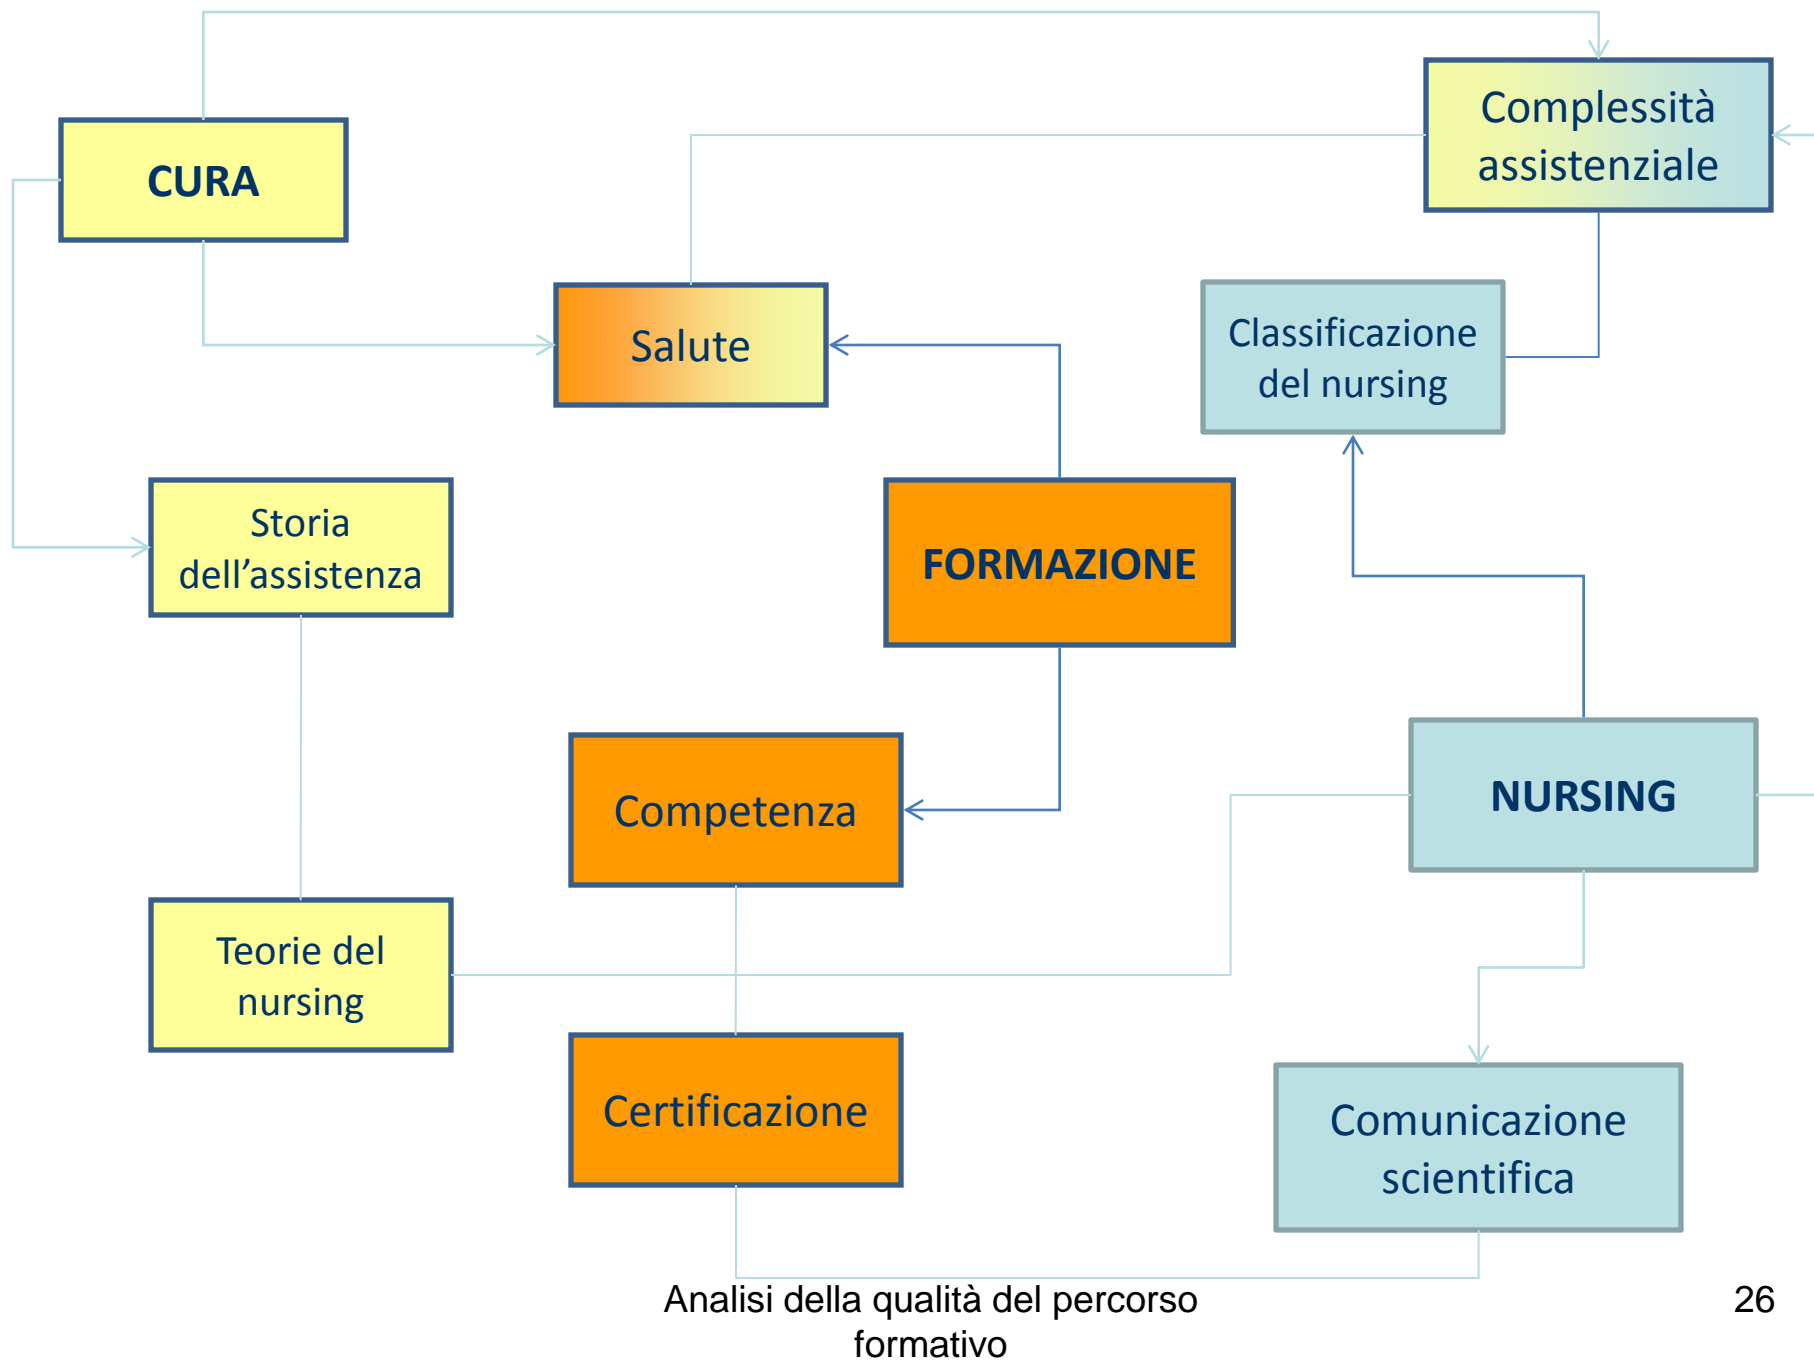 Complessità
assistenziale
CURA
Salute
Classificazione
del nursing
Storia
dell’assistenza
FORMAZIONE
Competenza
NURSING
Teorie del
nursing
Certificazione
Comunicazione
scientifica
Analisi della qualità del percorso
formativo
26